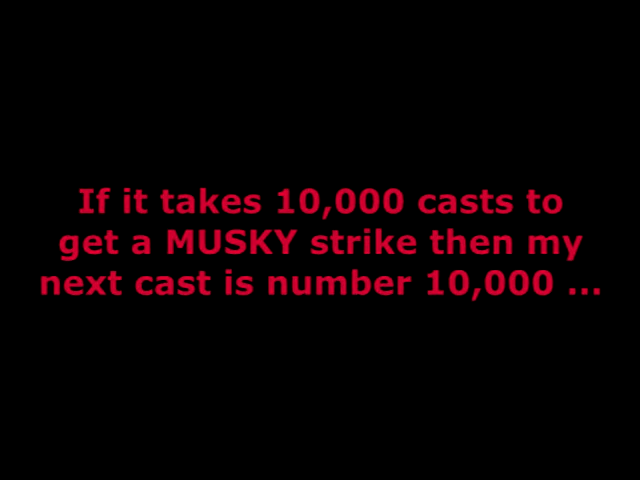 If it takes 10,000 casts to
get a MUSKY strike then my
next cast is number 10,000 ...